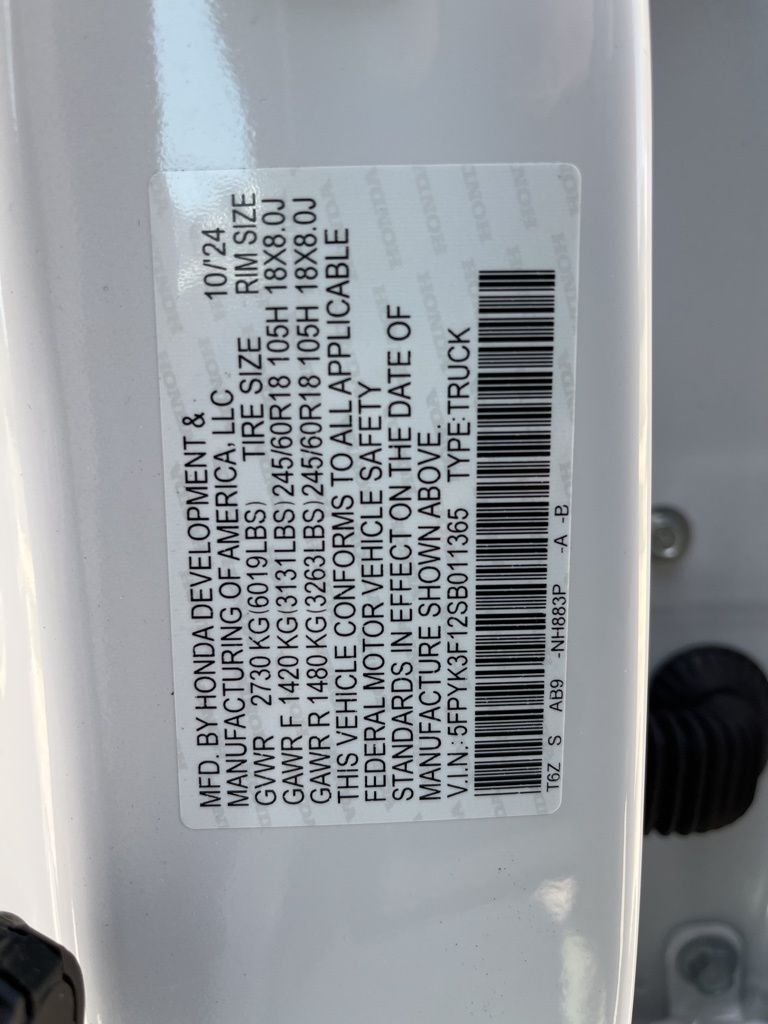 MFD. BY HONDA DEVELOPMENT & 10/'24
MANUFACTURING OF AMERICA, LLC
GVWR 2730 KG(6019LBS) TIRE SIZE RIM SIZE
GAWR F 1420 KG(3131LBS)245/60R18 105H 18X8.0J
GAWR R 1480 KG(3263LBS)245/60R18 105H 18X8.0J
THIS VEHICLE CONFORMS TO ALL APPLICABLE
FEDERAL MOTOR VEHICLE SAFETY
STANDARDS IN EFFECT ON THE DATE OF
MANUFACTURE SHOWN ABOVE.
V.I.N.: 5FPYK3F12SB011365 TYPE:TRUCK
T6Z S AB9 -NH883P -A -B